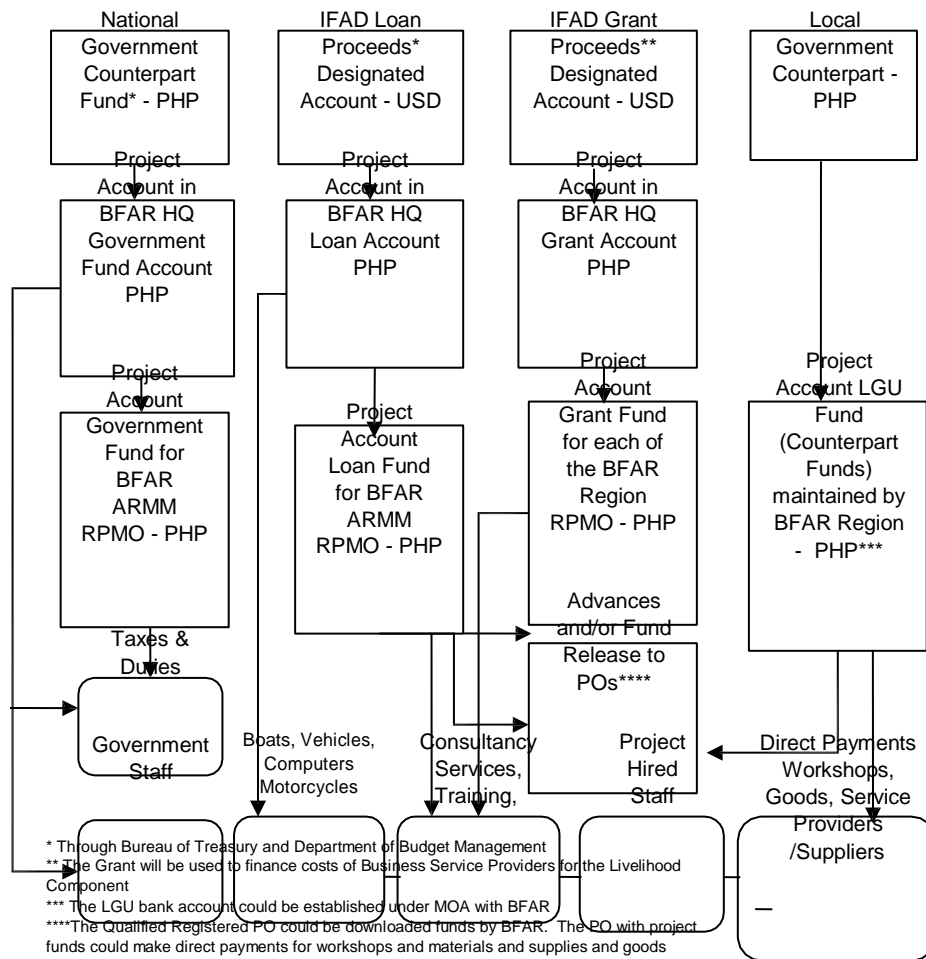 National
Government
Counterpart
Fund* - PHP
IFAD Loan
Proceeds*
Designated
Account - USD
IFAD Grant
Proceeds**
Designated
Account - USD
Local
Government
Counterpart -
PHP
Project
Account in
BFAR HQ
Government
Fund Account
PHP
Project
Account in
BFAR HQ
Loan Account
PHP
Project
Account in
BFAR HQ
Grant Account
PHP
Project
Account
Government
Fund for
BFAR
ARMM
RPMO - PHP
Project
Account
Loan Fund
for BFAR
ARMM
RPMO - PHP
Project
Account
Grant Fund
for each of
the BFAR
Region
RPMO - PHP
Project
Account LGU
Fund
(Counterpart
Funds)
maintained by
BFAR Region
- PHP***
Advances
and/or Fund
Release to
POs****
Taxes &
Duties
Government
Staff
Boats, Vehicles,
Computers
Motorcycles
Consultancy
Services,
Training,
Project
Hired
Staff
Direct Payments
Workshops,
Goods, Service
Providers
/Suppliers
* Through Bureau of Treasury and Department of Budget Management
** The Grant will be used to finance costs of Business Service Providers for the Livelihood
Component
*** The LGU bank account could be established under MOA with BFAR
****The Qualified Registered PO could be downloaded funds by BFAR. The PO with project
funds could make direct payments for workshops and materials and supplies and goods